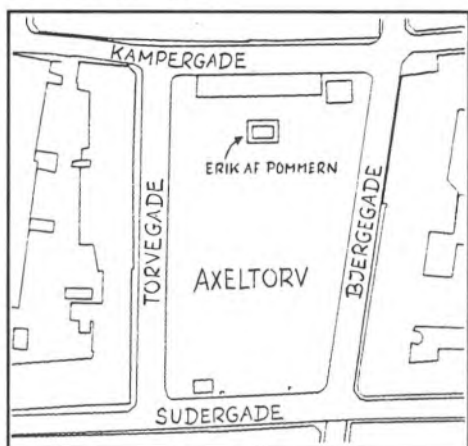 KAMPERGADE
ERIK AF POMMERN
TORVEGADE
BJERGEGADE
AXELTORV
SUDERGADE